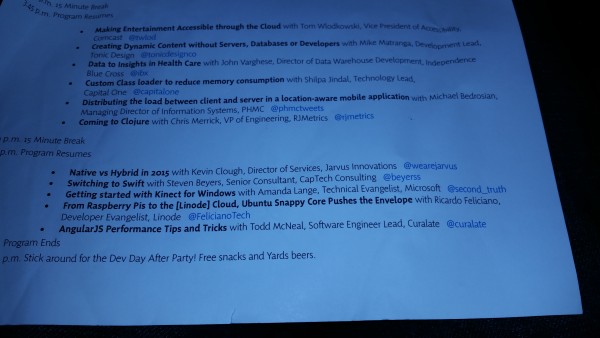 p.m. 15 Minute Break
3:45 p.m. Program Resumes
• Making Entertainment Accessible through the Cloud with Tom Wlodkowski, Vice President of Accessibility
comcast @twlod
• Creating Dynamic Content without Servers, Databases or Developers with Mike Matranga, Development Lead,
Tonic Design @tonicdesignco
• Data to Insights in Health Care with John Varghese, Director of Data Warehouse Development, Independence
Blue Cross @ibx
• Custom Class loader to reduce memory consumption with Shilpa Jindal, Technology Lead,
Capital One @capitalone
• Distributing the load between client and server in a location-aware mobile application with Michael Bedrosian,
Managing Director of Information Systems, PHMC @phmctweets
• Coming to Clojure with Chris Merrick, VP of Engineering, RJMetrics @rjmetrics
p.m. 15 Minute Break
p.m. Program Resumes
• Native vs Hybrid in 2015 with Kevin Clough, Director of Services, Jarvus Innovations @wearejarvus
• Switching to Swift with Steven Beyers, Senior Consultant, CapTech Consulting @beyerss
• Getting started with Kinect for Windows with Amanda Lange, Technical Evangelist, Microsoft @second_truth
• From Raspberry Pis to the [Linode] Cloud, Ubuntu Snappy Core Pushes the Envelope with Ricardo Feliciano,
Developer Evangelist, Linode @FelicianoTech
• AngularJS Performance Tips and Tricks with Todd McNeal, Software Engineer Lead, Curalate @curalate
Program Ends
p.m. Stick around for the Dev Day After Party! Free snacks and Yards beers.